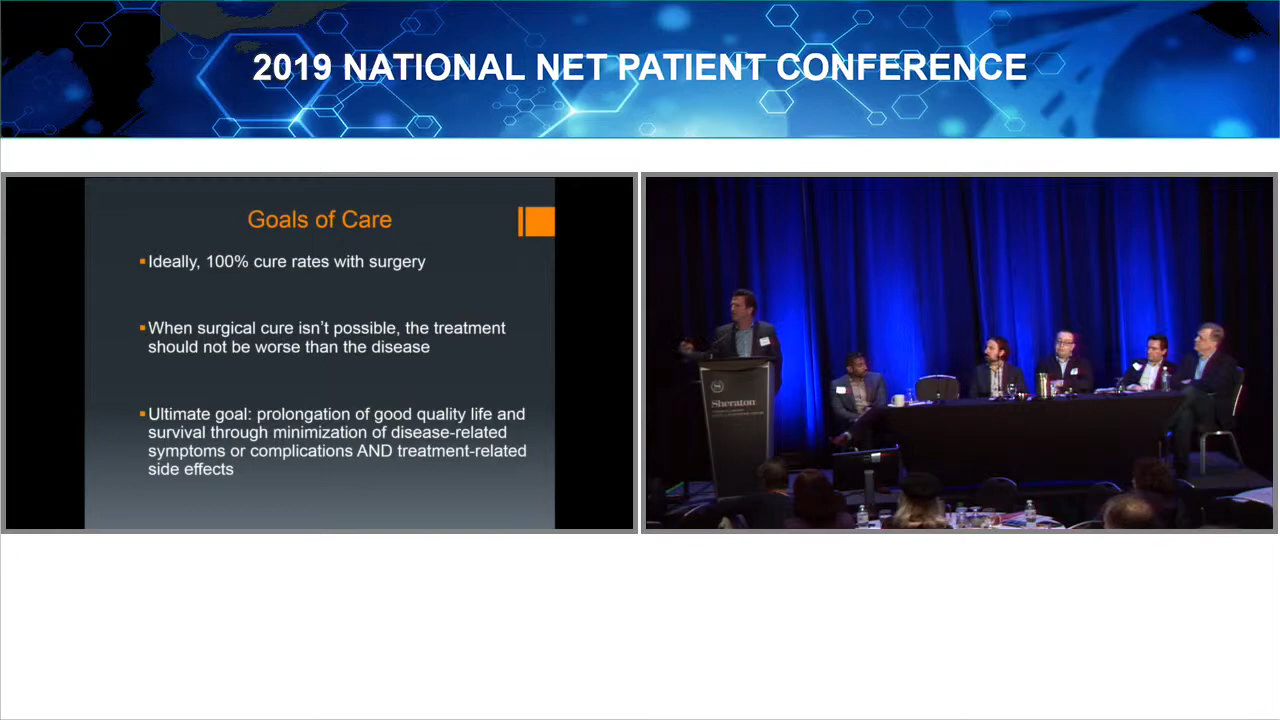 2019 NATIONAL NET PATIENT CONFERENCE
Goals of Care
▪Ideally, 100% cure rates with surgery
▪When surgical cure isn’t possible, the treatment
should not be worse than the disease
▪Ultimate goal: prolongation of good quality life and
survival through minimization of disease-related
symptoms or complications AND treatment-related
side effects
Sheraton